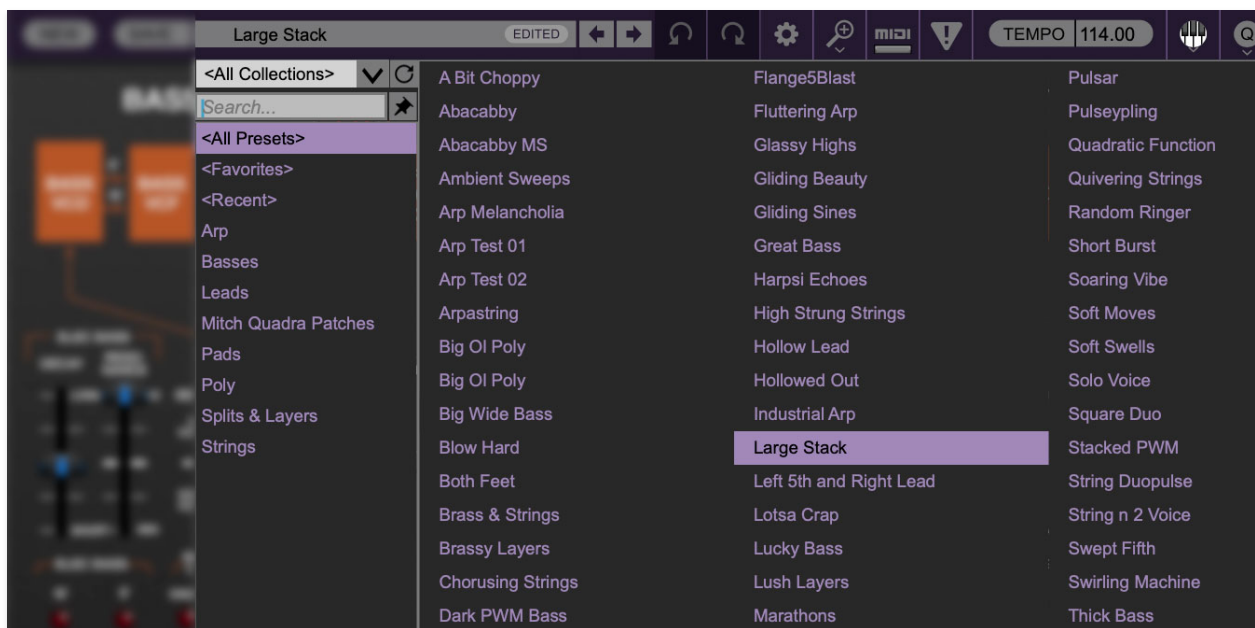 Large Stack EDITED MIDI TEMPO 114.00 Q
<All Collections>
Search...
<All Presets>
<Favorites>
<Recent>
Arp
Basses
Leads
Mitch Quadra Patches
Pads
Poly
Splits & Layers
Strings
A Bit Choppy
Abacabby
Abacabby MS
Ambient Sweeps
Arp Melancholia
Arp Test 01
Arp Test 02
Arpastring
Big Ol Poly
Big Ol Poly
Big Wide Bass
Blow Hard
Both Feet
Brass & Strings
Brassy Layers
Chorusing Strings
Dark PWM Bass
Flange5Blast
Fluttering Arp
Glassy Highs
Gliding Beauty
Gliding Sines
Great Bass
Harpsi Echoes
High Strung Strings
Hollow Lead
Hollowed Out
Industrial Arp
Large Stack
Left 5th and Right Lead
Lotsa Crap
Lucky Bass
Lush Layers
Marathons
Pulsar
Pulseypling
Quadratic Function
Quivering Strings
Random Ringer
Short Burst
Soaring Vibe
Soft Moves
Soft Swells
Solo Voice
Square Duo
Stacked PWM
String Duopulse
String n 2 Voice
Swept Fifth
Swirling Machine
Thick Bass